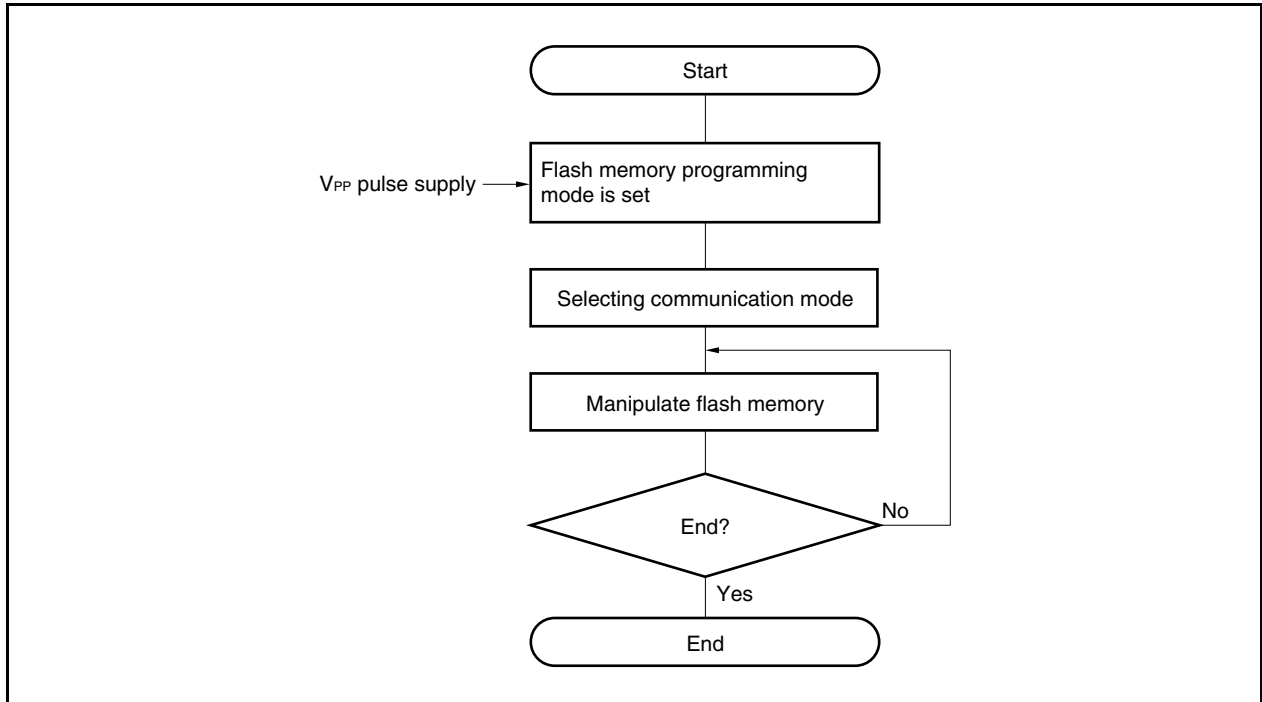 Start
VPP pulse supply
Flash memory programming
mode is set
Selecting communication mode
Manipulate flash memory
End?
No
Yes
End